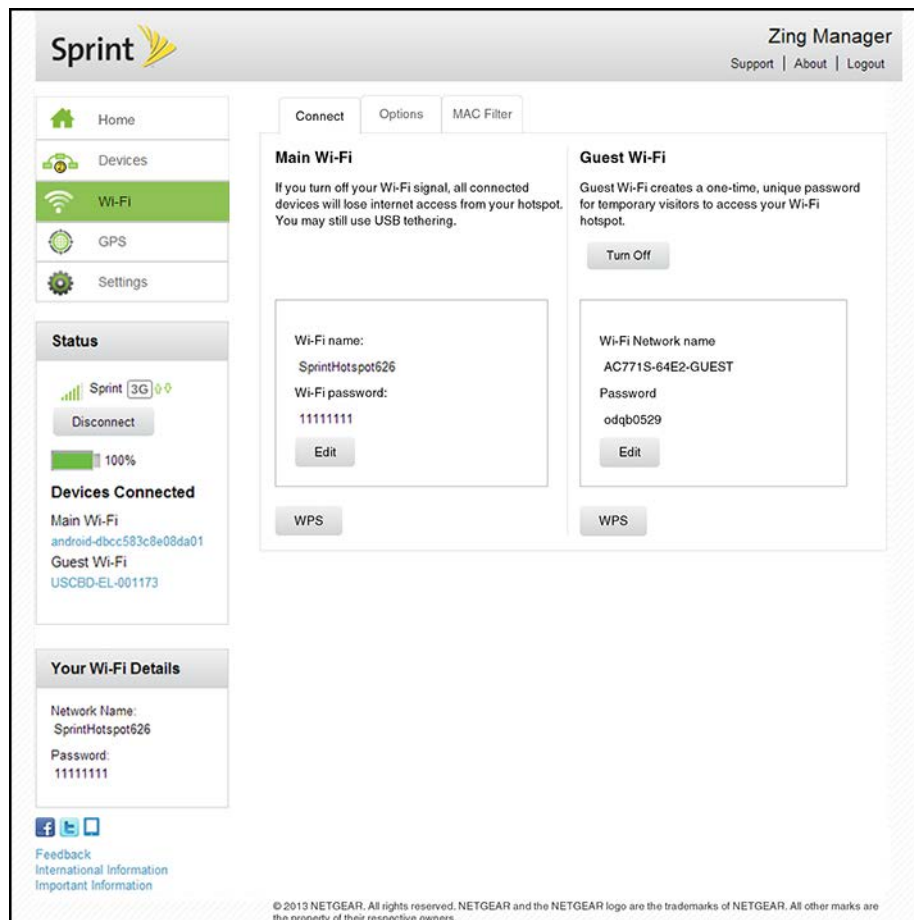 Sprint
Zing Manager
Support | About | Logout
Home
Devices
Wi-Fi
GPS
Settings
Connect
Options
MAC Filter
Main Wi-Fi
If you turn off your Wi-Fi signal, all connected
devices will lose internet access from your hotspot.
You may still use USB tethering.
Wi-Fi name:
SprintHotspot626
Wi-Fi password:
11111111
Edit
WPS
Guest Wi-Fi
Guest Wi-Fi creates a one-time, unique password
for temporary visitors to access your Wi-Fi
hotspot.
Turn Off
Wi-Fi Network name
AC771S-64E2-GUEST
Password
odqb0529
Edit
WPS
Status
Sprint 3G
Disconnect
100%
Devices Connected
Main Wi-Fi
android-dbcc583c8e08da01
Guest Wi-Fi
USCBD-EL-001173
Your Wi-Fi Details
Network Name:
SprintHotspot626
Password:
11111111
Feedback
International Information
Important Information
© 2013 NETGEAR, All rights reserved. NETGEAR and the NETGEAR logo are the trademarks of NETGEAR. All other marks are
the property of their respective owners.